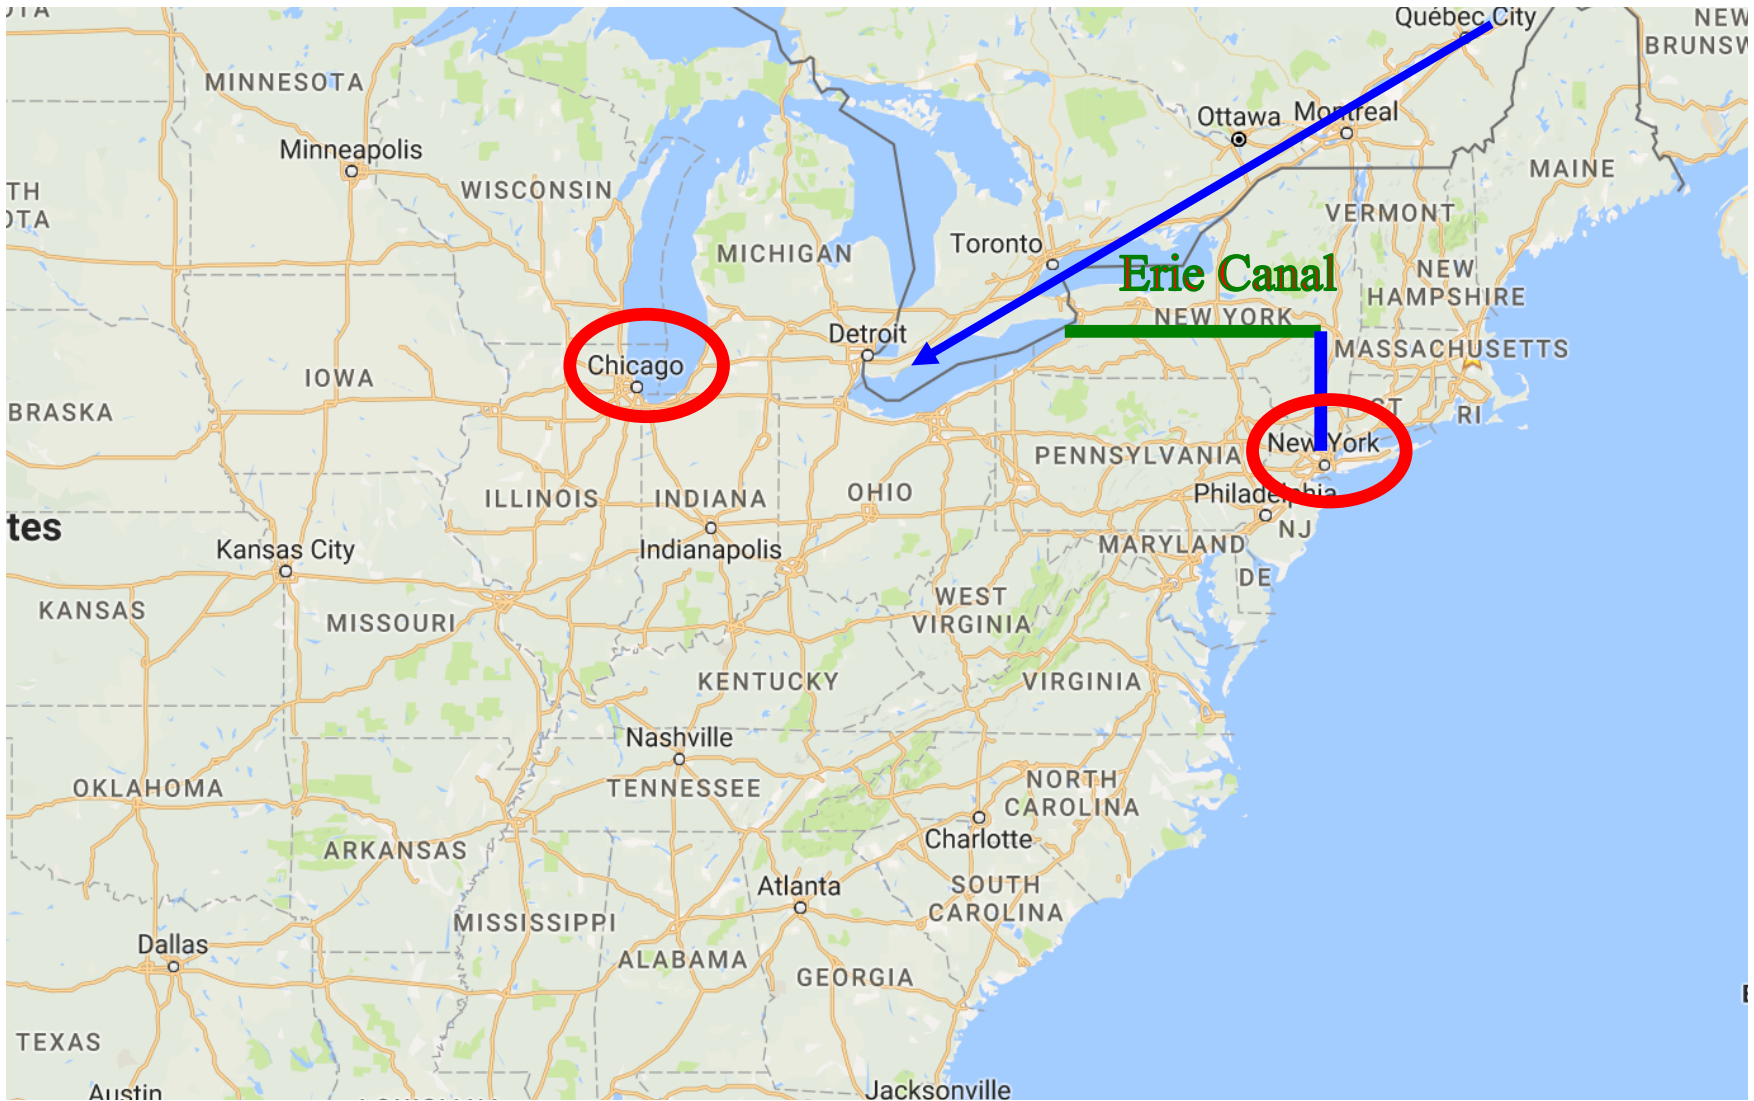 Québec City
NEW
BRUNSW
MINNESOTA
Ottawa
Montreal
Minneapolis
MAINE
WISCONSIN
TH
OTA
VERMONT
MICHIGAN
Toronto
Erie Canal
NEW
HAMPSHIRE
NEW YORK
Detroit
MASSACHUSETTS
Chicago
IOWA
BRASKA
CT
RI
New York
PENNSYLVANIA
ILLINOIS
INDIANA
OHIO
Philadelphia
tes
NJ
Kansas City
Indianapolis
MARYLAND
DE
KANSAS
MISSOURI
WEST
VIRGINIA
KENTUCKY
VIRGINIA
Nashville
OKLAHOMA
TENNESSEE
NORTH
CAROLINA
ARKANSAS
Charlotte
Atlanta
SOUTH
CAROLINA
MISSISSIPPI
Dallas
ALABAMA
GEORGIA
TEXAS
Austin
Jacksonville